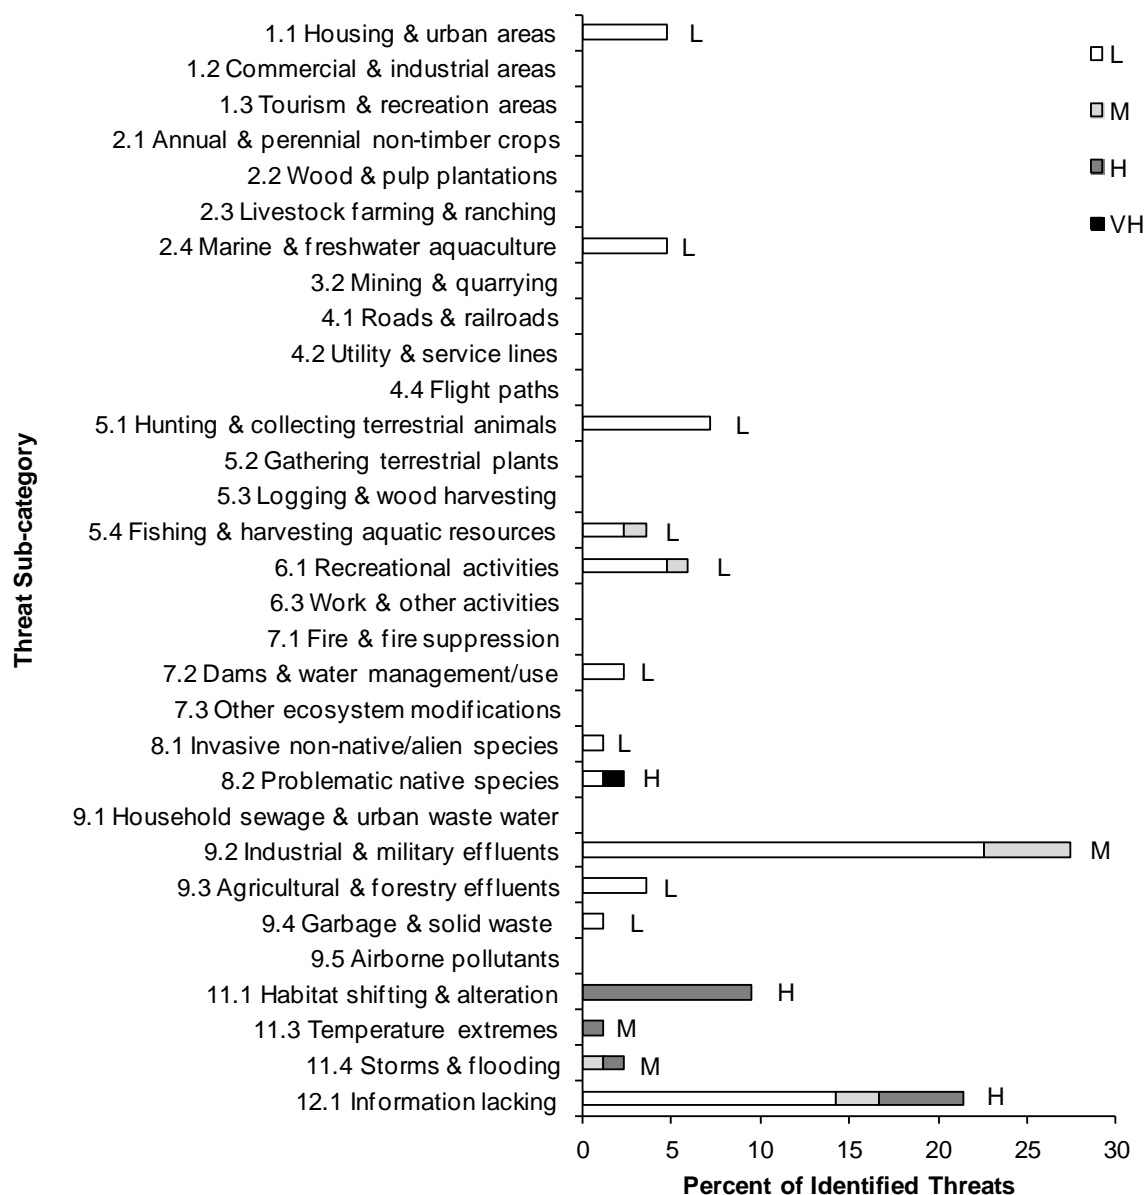 1.1 Housing & urban areas L
1.2 Commercial & industrial areas
1.3 Tourism & recreation areas
2.1 Annual & perennial non-timber crops
2.2 Wood & pulp plantations
2.3 Livestock farming & ranching
2.4 Marine & freshwater aquaculture L
3.2 Mining & quarrying
4.1 Roads & railroads
4.2 Utility & service lines
4.4 Flight paths
5.1 Hunting & collecting terrestrial animals L
5.2 Gathering terrestrial plants
5.3 Logging & wood harvesting
5.4 Fishing & harvesting aquatic resources L
6.1 Recreational activities L
6.3 Work & other activities
7.1 Fire & fire suppression
7.2 Dams & water management/use L
7.3 Other ecosystem modifications
8.1 Invasive non-native/alien species L
8.2 Problematic native species H
9.1 Household sewage & urban waste water
9.2 Industrial & military effluents M
9.3 Agricultural & forestry effluents L
9.4 Garbage & solid waste L
9.5 Airborne pollutants
11.1 Habitat shifting & alteration H
11.3 Temperature extremes M
11.4 Storms & flooding M
12.1 Information lacking H
0 5 10 15 20 25 30
Percent of Identified Threats
Threat Sub-category
L
M
H
VH